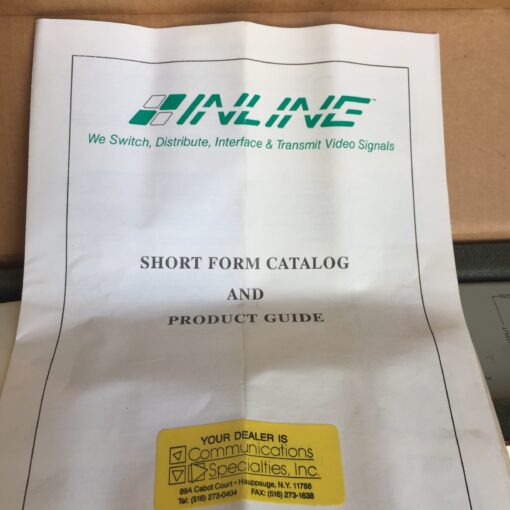 INLINE™
We Switch, Distribute, Interface & Transmit Video Signals
SHORT FORM CATALOG
AND
PRODUCT GUIDE
YOUR DEALER IS
Communications
Specialties, Inc.
89A Cabot Court • Hauppauge, N.Y. 11788
Tel: (516) 273-0404 FAX: (516) 273-1638